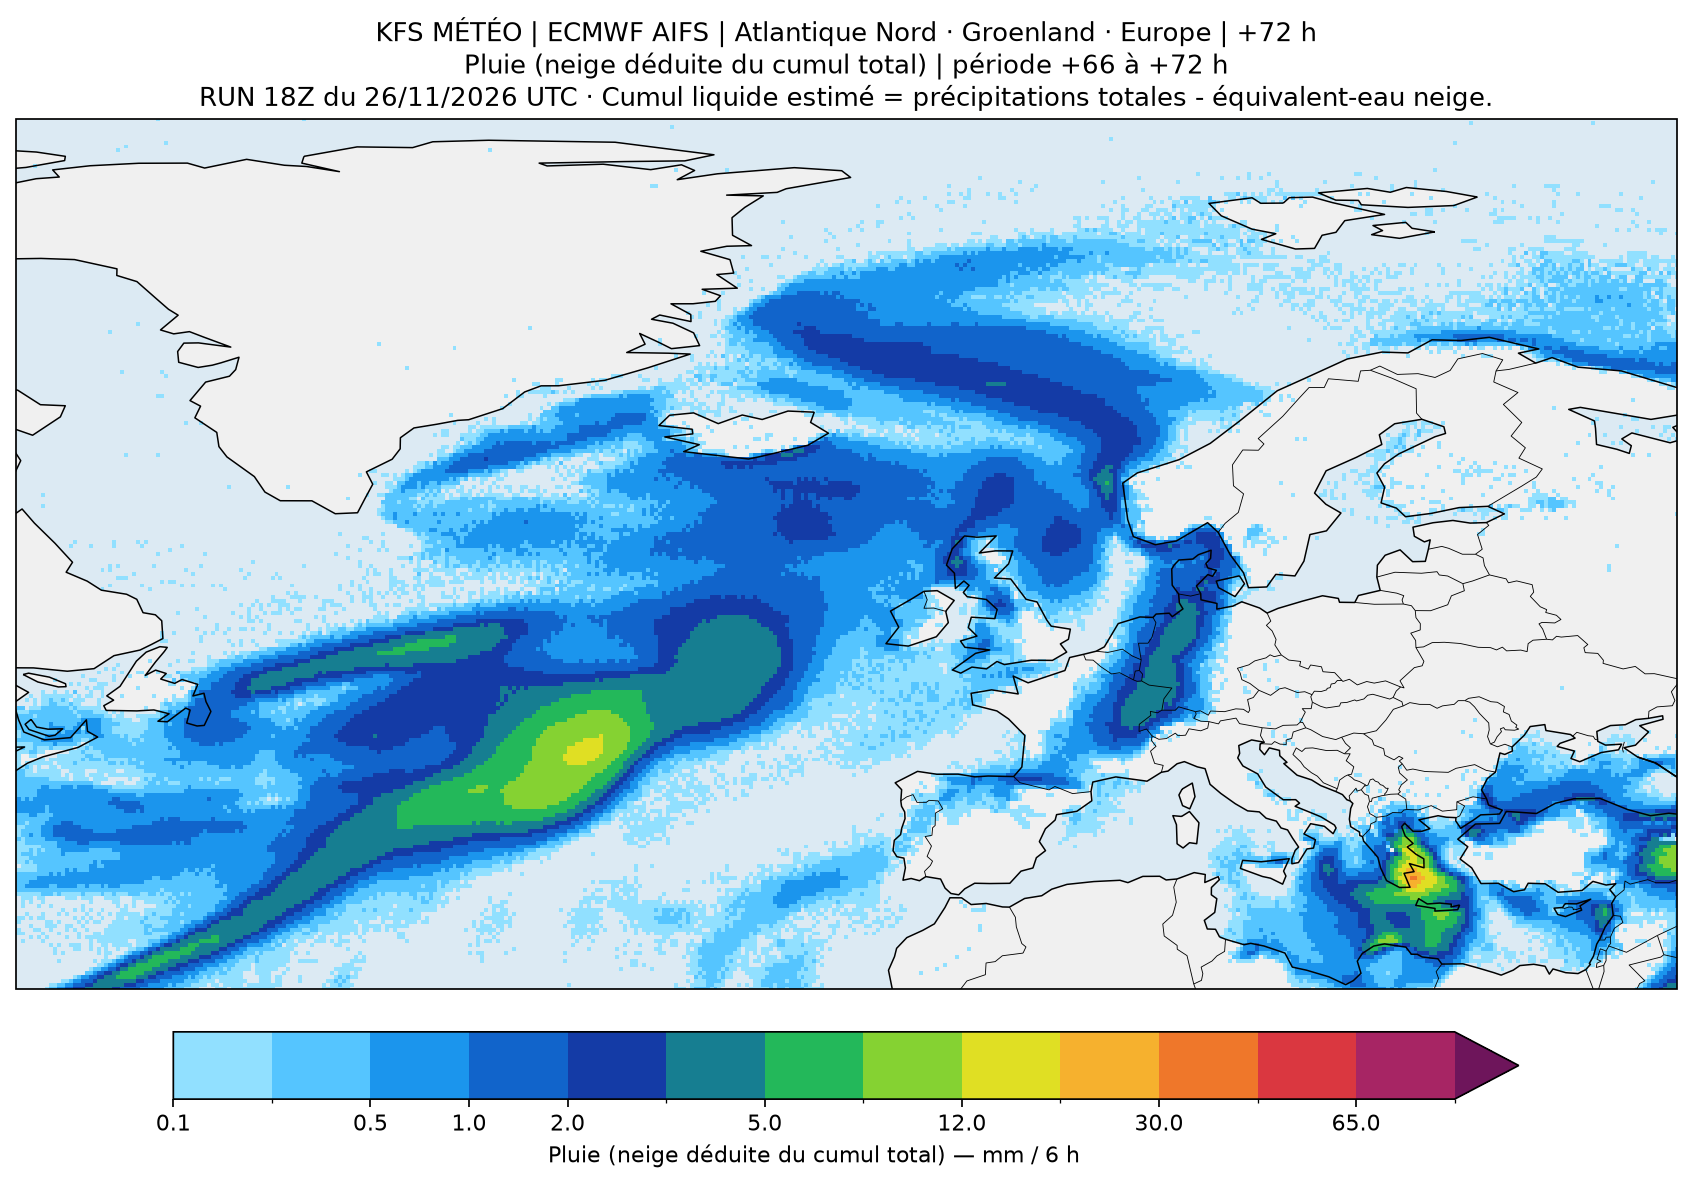 KFS MÉTÉO | ECMWF AIFS | Atlantique Nord · Groenland · Europe | +72 h
Pluie (neige déduite du cumul total) | période +66 à +72 h
RUN 18Z du 26/11/2026 UTC · Cumul liquide estimé = précipitations totales - équivalent-eau neige.
0.1 0.5 1.0 2.0 5.0 12.0 30.0 65.0
Pluie (neige déduite du cumul total) — mm / 6 h